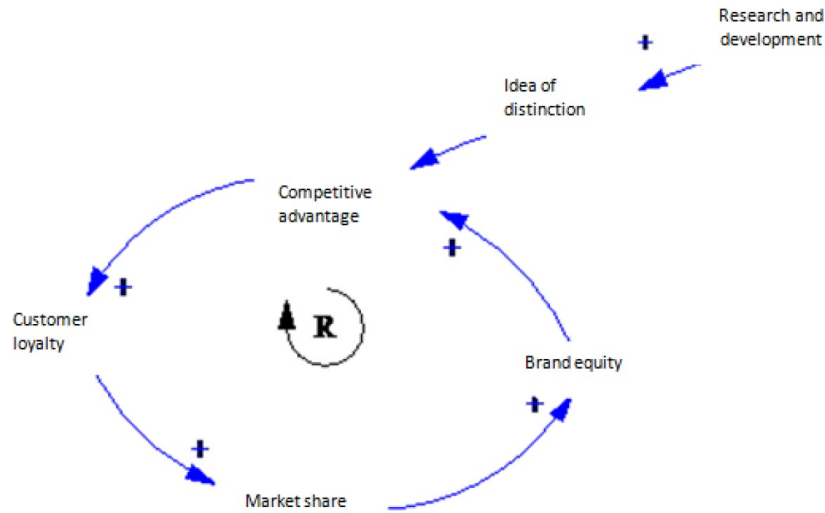 Research and
development
+
Idea of
distinction
Competitive
advantage
+
+
Customer
loyalty
R
Brand equity
+
+
Market share